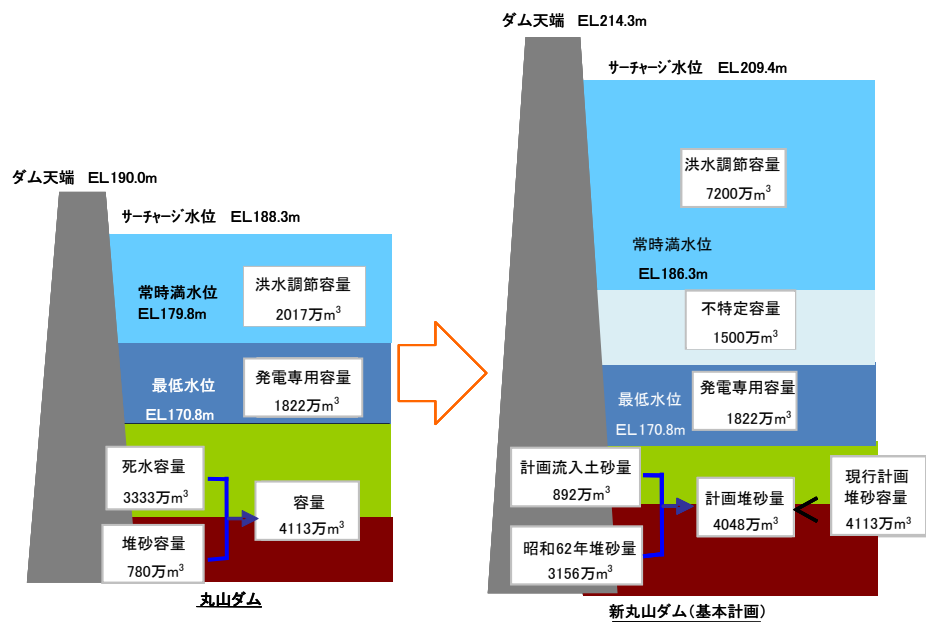 ダム天端 EL190.0m
サーチャージ水位 EL188.3m
常時満水位
EL179.8m
洪水調節容量
2017万m³
最低水位
EL170.8m
発電専用容量
1822万m³
死水容量
3333万m³
堆砂容量
780万m³
容量
4113万m³
丸山ダム
ダム天端 EL214.3m
サーチャージ水位 EL209.4m
洪水調節容量
7200万m³
常時満水位
EL186.3m
不特定容量
1500万m³
最低水位
EL170.8m
発電専用容量
1822万m³
計画流入土砂量
892万m³
昭和62年堆砂量
3156万m³
計画堆砂量
4048万m³
<
現行計画
堆砂容量
4113万m³
新丸山ダム(基本計画)